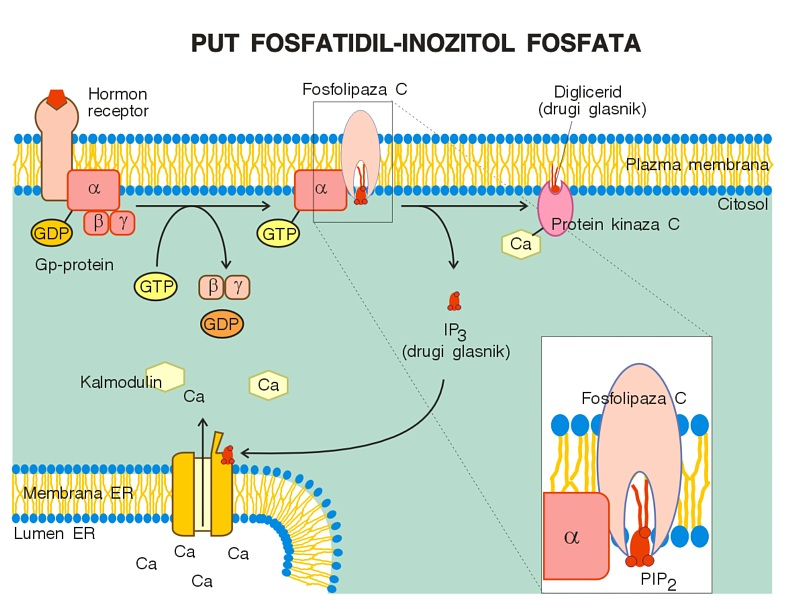 PUT FOSFATIDIL-INOZITOL FOSFATA
Hormon
receptor
Fosfolipaza C
Diglicerid
(drugi glasnik)
Plazma membrana
Citosol
α
β γ
GDP
Gp-protein
GTP
β γ
GDP
α
GTP
Protein kinaza C
Ca
IP3
(drugi glasnik)
Kalmodulin
Ca
Ca
Membrana ER
Lumen ER
Ca
Ca
Ca
Ca
Fosfolipaza C
α
PIP2